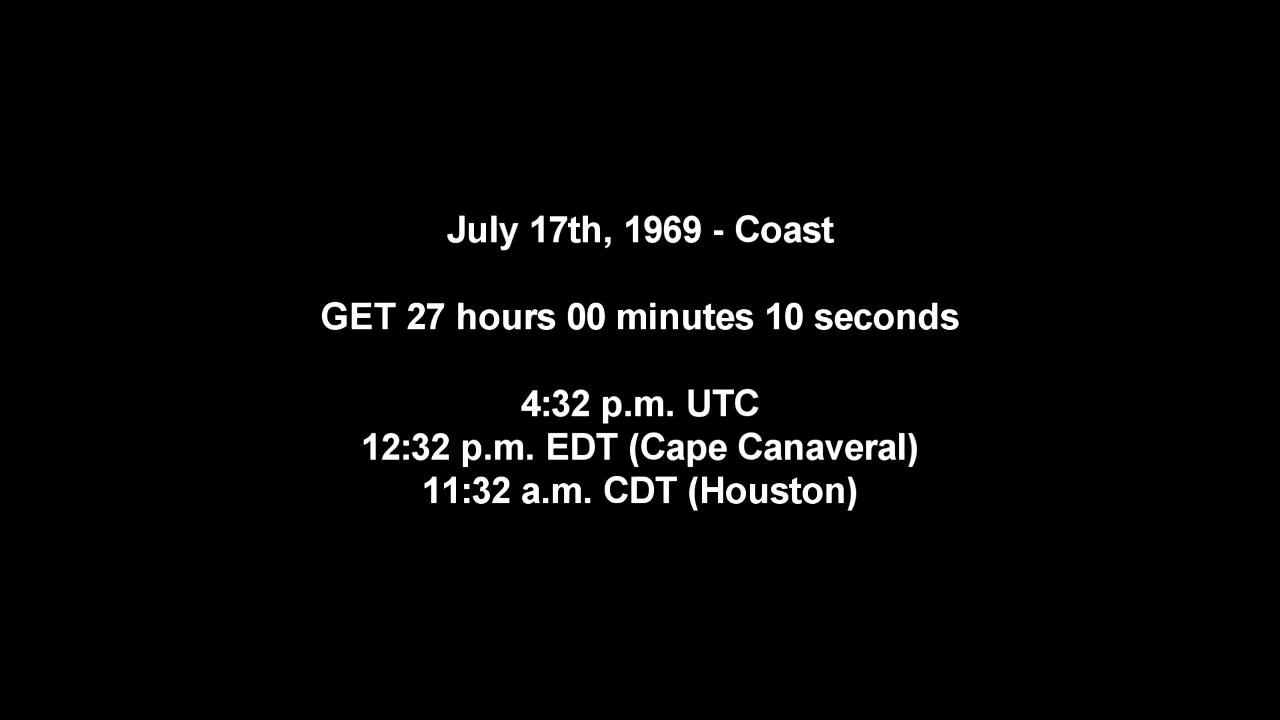 July 17th, 1969 - Coast
GET 27 hours 00 minutes 10 seconds
4:32 p.m. UTC
12:32 p.m. EDT (Cape Canaveral)
11:32 a.m. CDT (Houston)